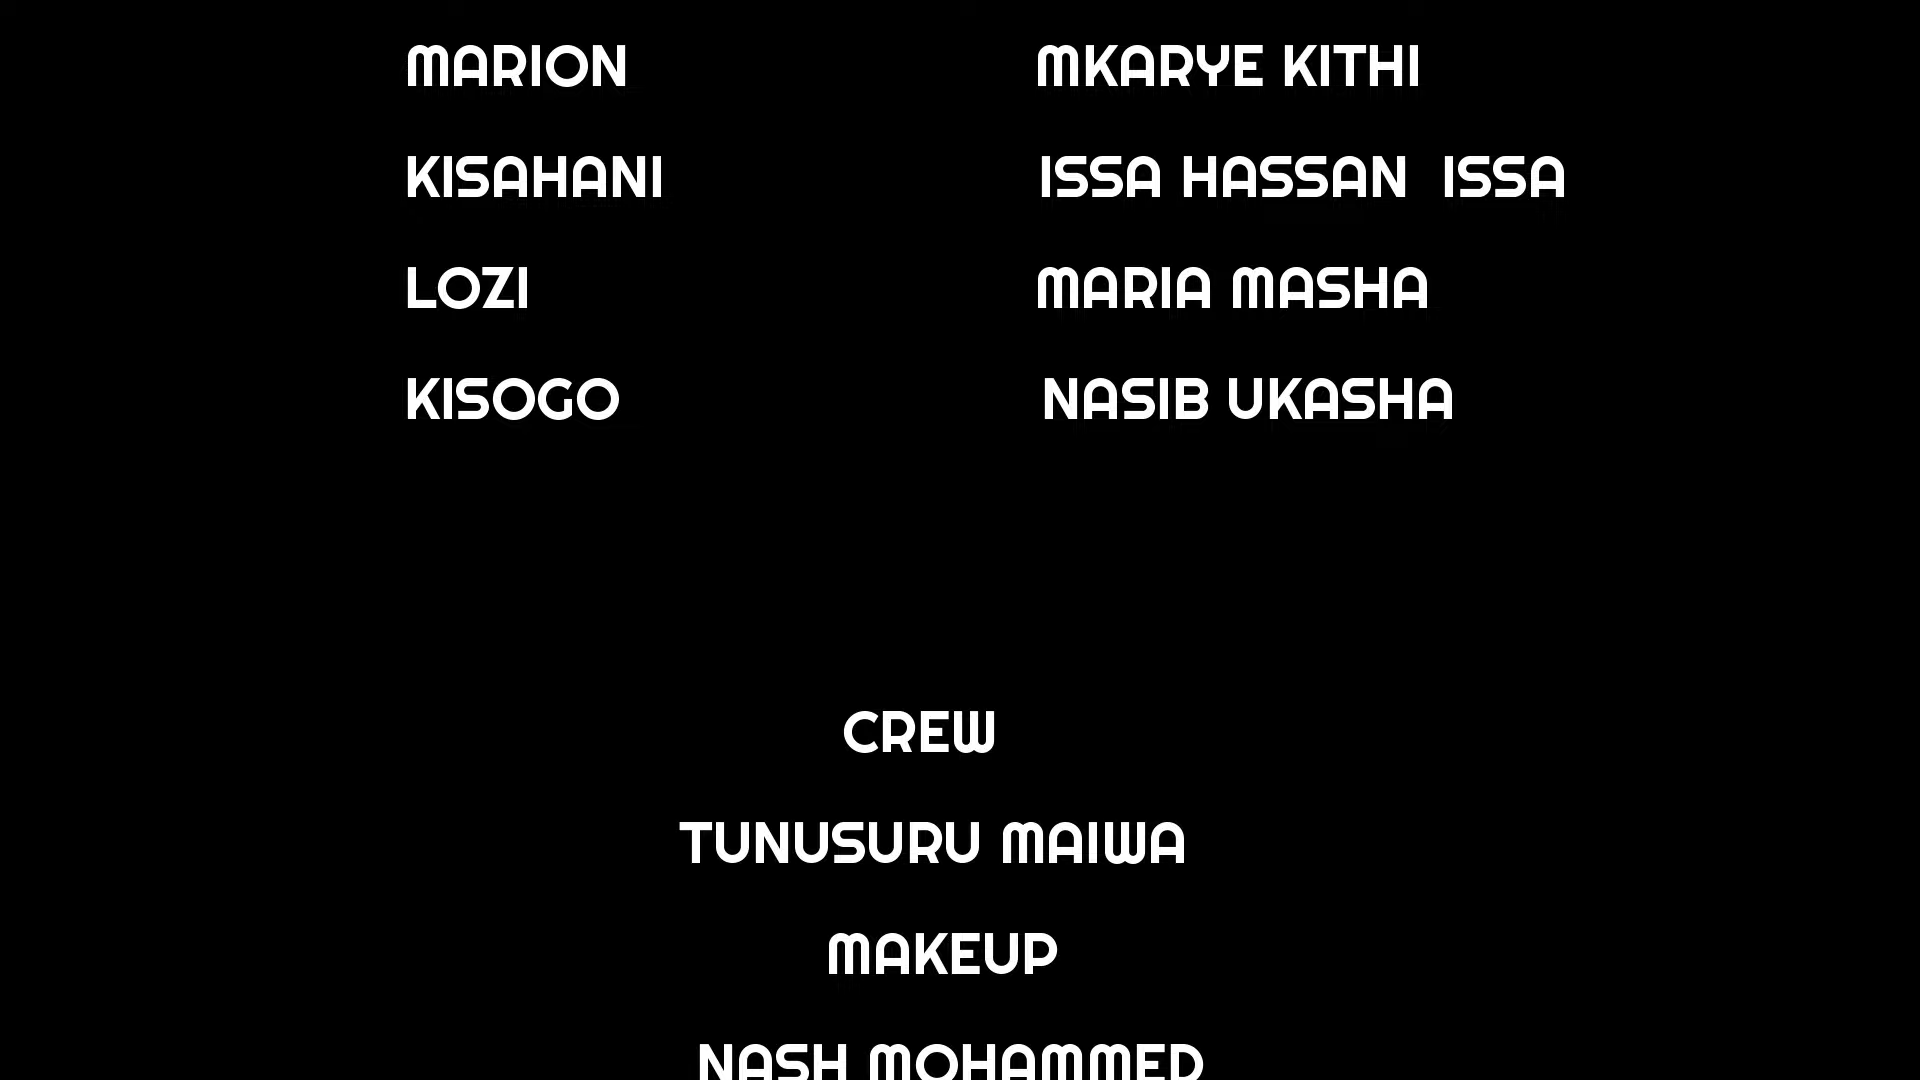 MARION MKARYE KITHI
KISAHANI ISSA HASSAN ISSA
LOZI MARIA MASHA
KISOGO NASIB UKASHA
CREW
TUNUSURU MAIWA
MAKEUP
NASH MOHAMMED